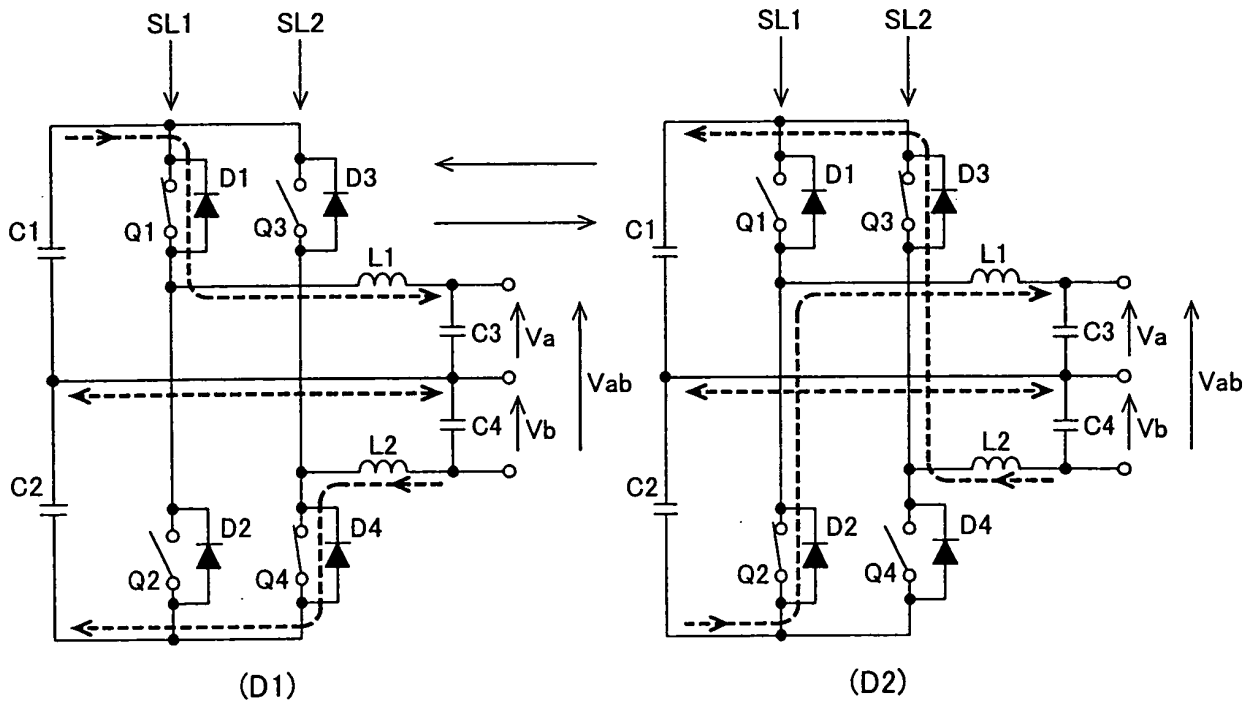 SL1
SL2
D1
D3
Q1
Q3
C1
L1
C3
Va
Vab
C4
Vb
L2
C2
D2
D4
Q2
Q4
(D1)
SL1
SL2
D1
D3
Q1
Q3
C1
L1
C3
Va
Vab
C4
Vb
L2
C2
D2
D4
Q2
Q4
(D2)